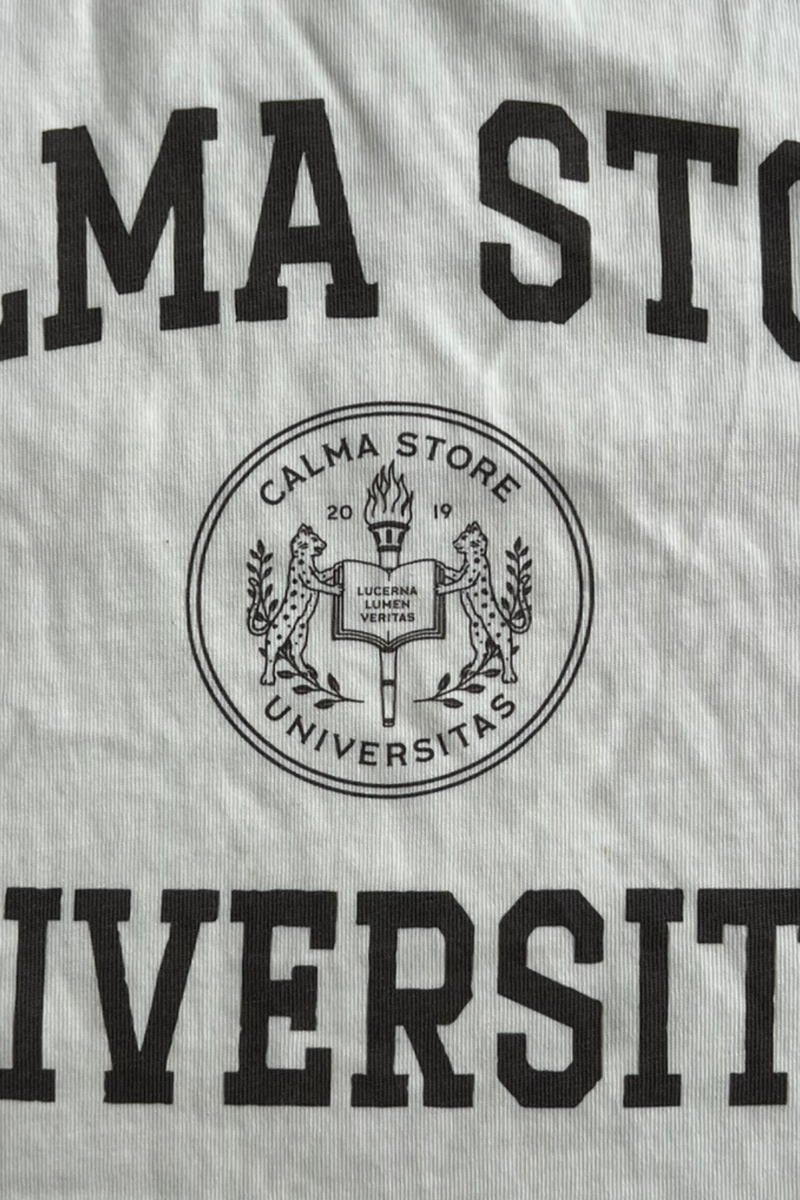 LMA STO
CALMA STORE
20 19
LUCERNA
LUMEN
VERITAS
UNIVERSITAS
IVERSIT